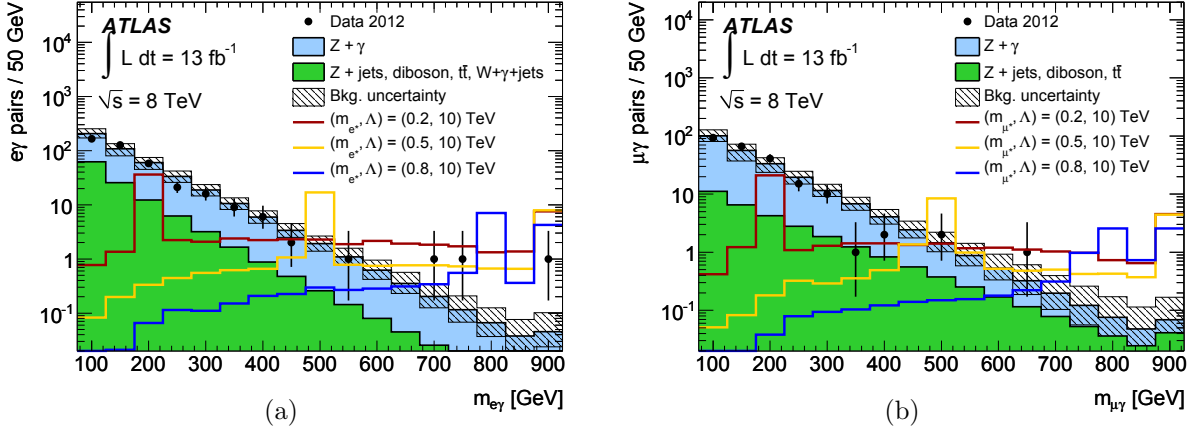 eγ pairs / 50 GeV
10⁴
10³
10²
10
1
10⁻¹
ATLAS
∫ L dt = 13 fb⁻¹
√s = 8 TeV
Data 2012
Z + γ
Z + jets, diboson, tt̄, W+γ+jets
Bkg. uncertainty
(m_e*, Λ) = (0.2, 10) TeV
(m_e*, Λ) = (0.5, 10) TeV
(m_e*, Λ) = (0.8, 10) TeV
100 200 300 400 500 600 700 800 900
m_eγ [GeV]
(a)
μγ pairs / 50 GeV
10⁴
10³
10²
10
1
10⁻¹
ATLAS
∫ L dt = 13 fb⁻¹
√s = 8 TeV
Data 2012
Z + γ
Z + jets, diboson, tt̄
Bkg. uncertainty
(m_μ*, Λ) = (0.2, 10) TeV
(m_μ*, Λ) = (0.5, 10) TeV
(m_μ*, Λ) = (0.8, 10) TeV
100 200 300 400 500 600 700 800 900
m_μγ [GeV]
(b)